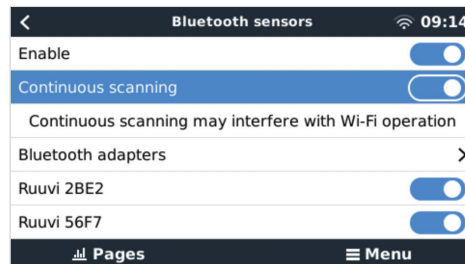 Bluetooth sensors 09:14
Enable
Continuous scanning
Continuous scanning may interfere with Wi-Fi operation
Bluetooth adapters
Ruuvi 2BE2
Ruuvi 56F7
Pages Menu